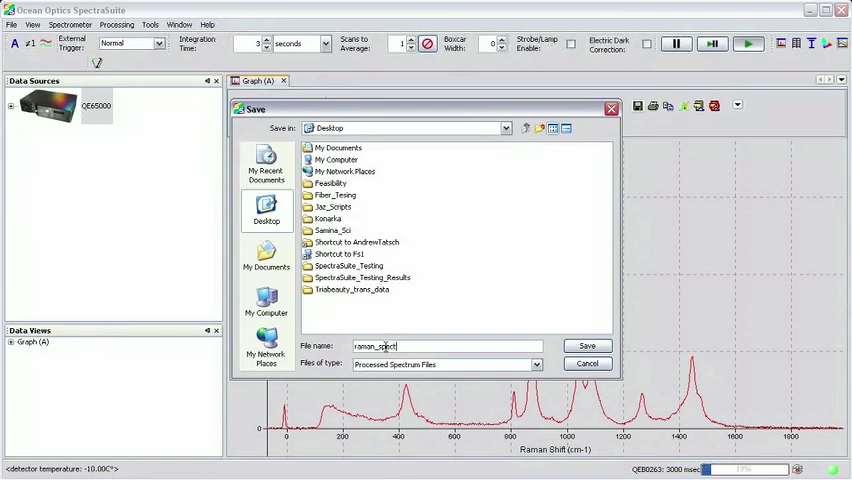 Ocean Optics SpectraSuite
File View Spectrometer Processing Tools Window Help
External Trigger: Normal Integration Time: 3 seconds Scans to Average: 1 Boxcar Width: 0 Strobe/Lamp Enable: Electric Dark Correction:
Data Sources
Graph (A)
QE65000
Save
Save in: Desktop
My Recent Documents
Desktop
My Documents
My Computer
My Network Places
My Documents
My Computer
My Network Places
Feasibility
Fiber_Tesing
Jaz_Scripts
Konarka
Samina_Sci
Shortcut to AndrewTatsch
Shortcut to Fs1
SpectraSuite_Testing
SpectraSuite_Testing_Results
Triabeauty_trans_data
File name: raman_spect
Save
Files of type: Processed Spectrum Files
Cancel
Data Views
Graph (A)
0
0 200 400 600 800 1000 1200 1400 1600 1800
Raman Shift (cm-1)
<detector temperature: -10.00C°>
QEB0263: 3000 msec 19%